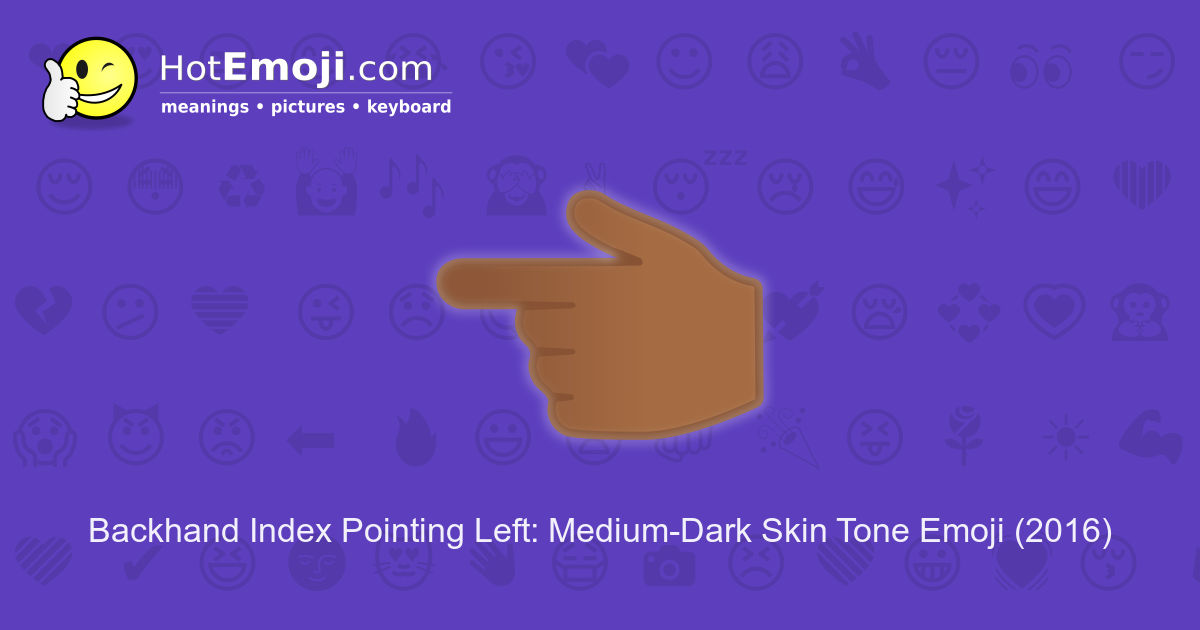 HotEmoji.com
meanings • pictures • keyboard
zzz
Backhand Index Pointing Left: Medium-Dark Skin Tone Emoji (2016)